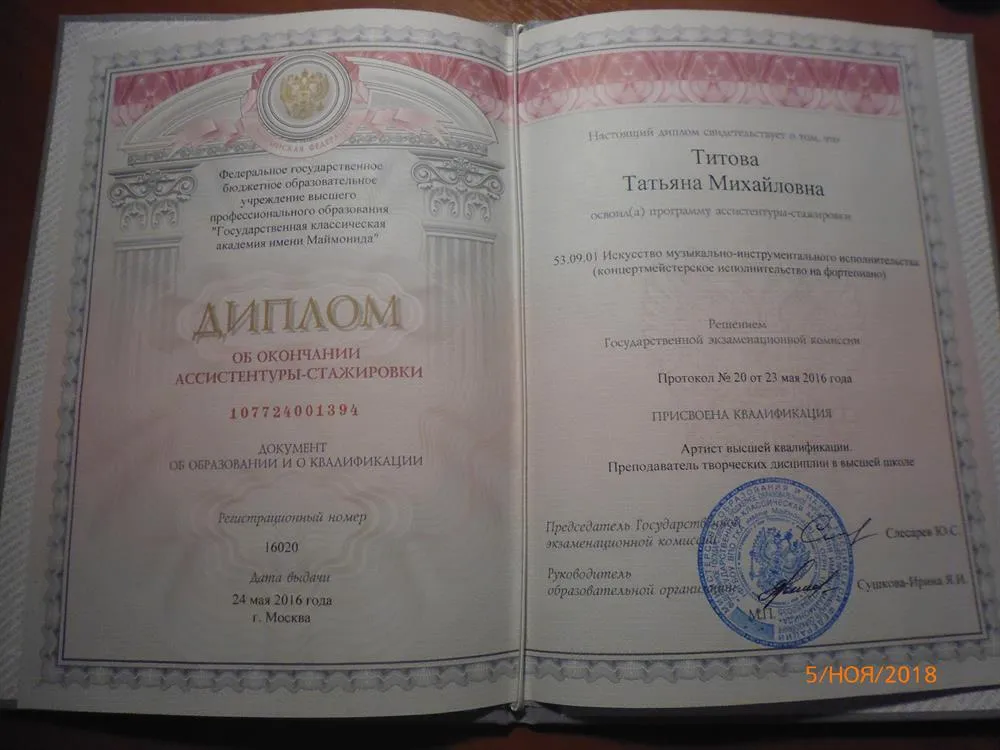 Федеральное государственное
бюджетное образовательное
учреждение высшего
профессионального образования
"Государственная классическая
академия имени Маймонида"
ДИПЛОМ
ОБ ОКОНЧАНИИ
АССИСТЕНТУРЫ-СТАЖИРОВКИ
107724001394
ДОКУМЕНТ
ОБ ОБРАЗОВАНИИ И О КВАЛИФИКАЦИИ
Регистрационный номер
16020
Дата выдачи
24 мая 2016 года
г. Москва
Настоящий диплом свидетельствует о том, что
Титова
Татьяна Михайловна
освоил(а) программу ассистентуры-стажировки
53.09.01 Искусство музыкально-инструментального исполнительства
(концертмейстерское исполнительство на фортепиано)
Решением
Государственной экзаменационной комиссии
Протокол № 20 от 23 мая 2016 года
ПРИСВОЕНА КВАЛИФИКАЦИЯ
Артист высшей квалификации.
Преподаватель творческих дисциплин в высшей школе
Председатель Государственной
экзаменационной комиссии
Слесарев Ю.С.
Руководитель
образовательной организации
Сушкова-Ирина Я.И.
М.П.
5/НОЯ/2018